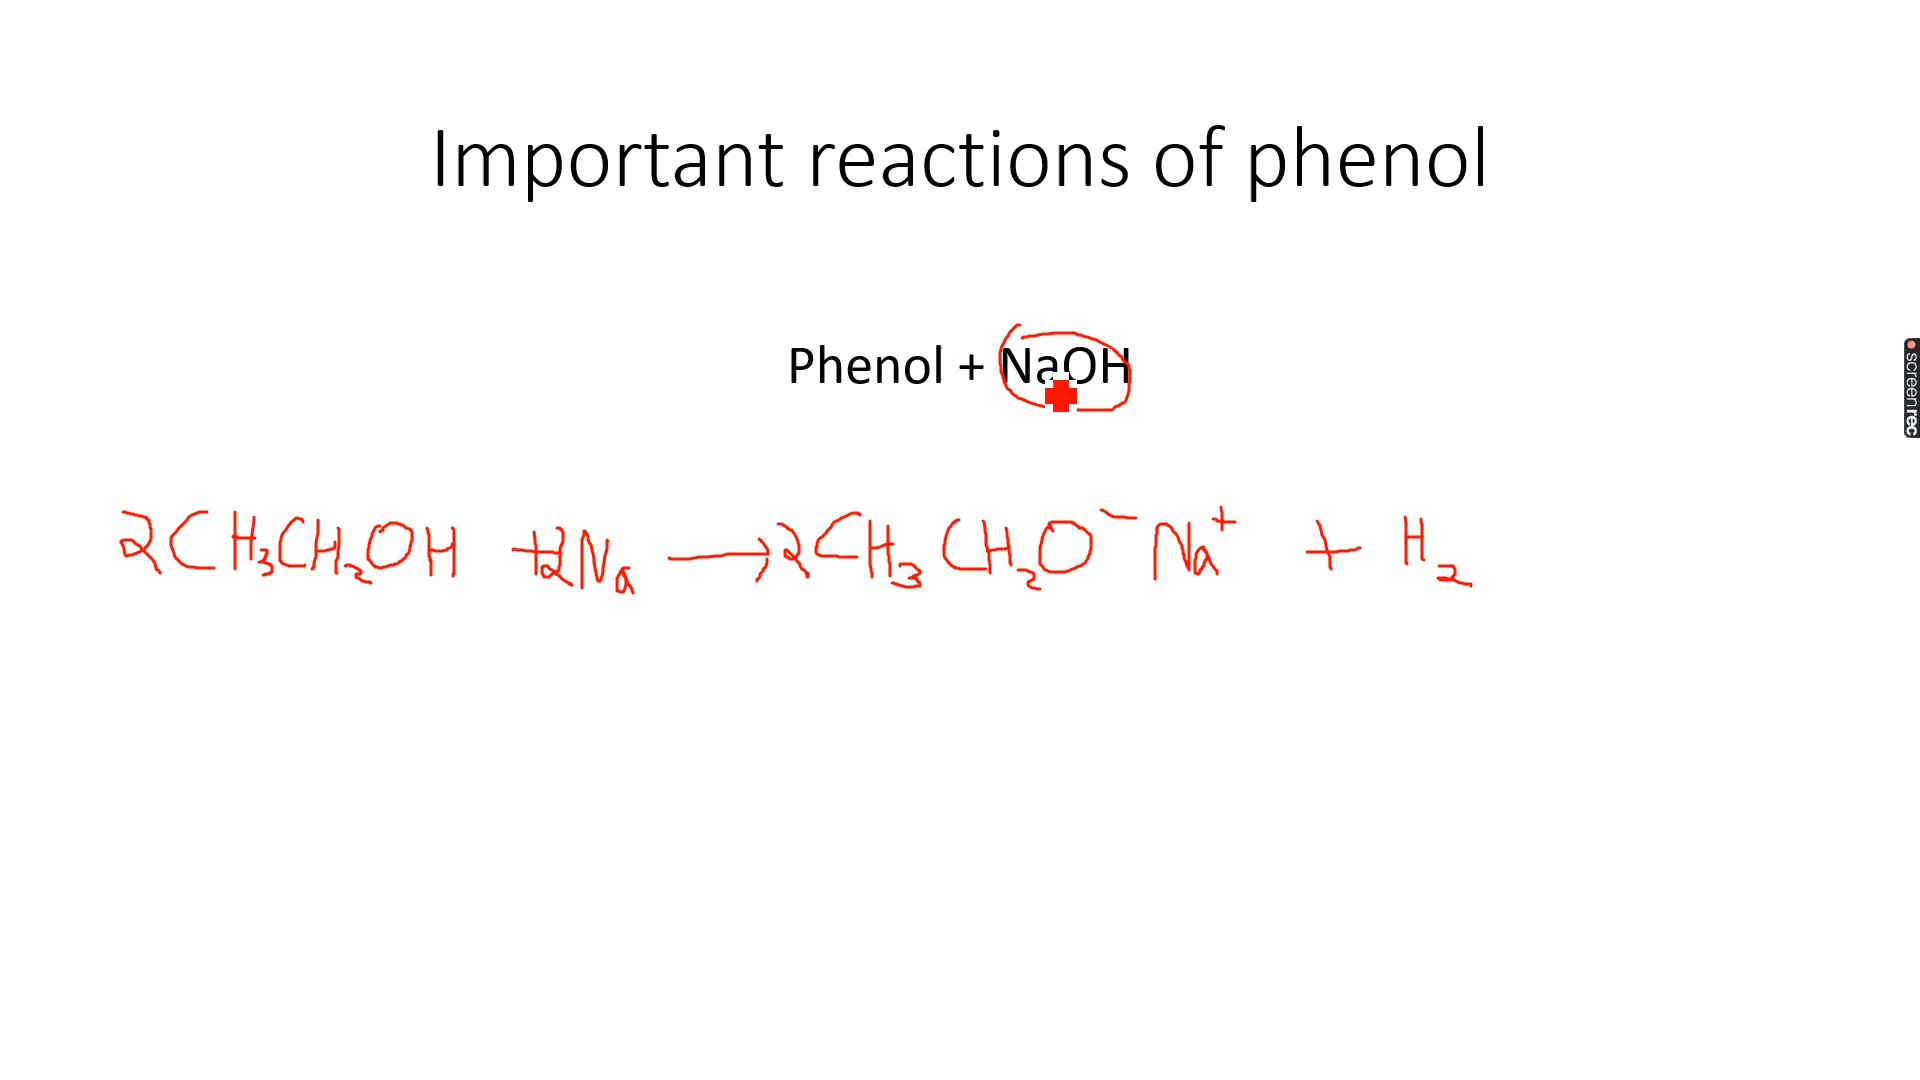 Important reactions of phenol
Phenol + NaOH
2CH₃CH₂OH + 2Na → 2CH₃CH₂O⁻Na⁺ + H₂
screenrec